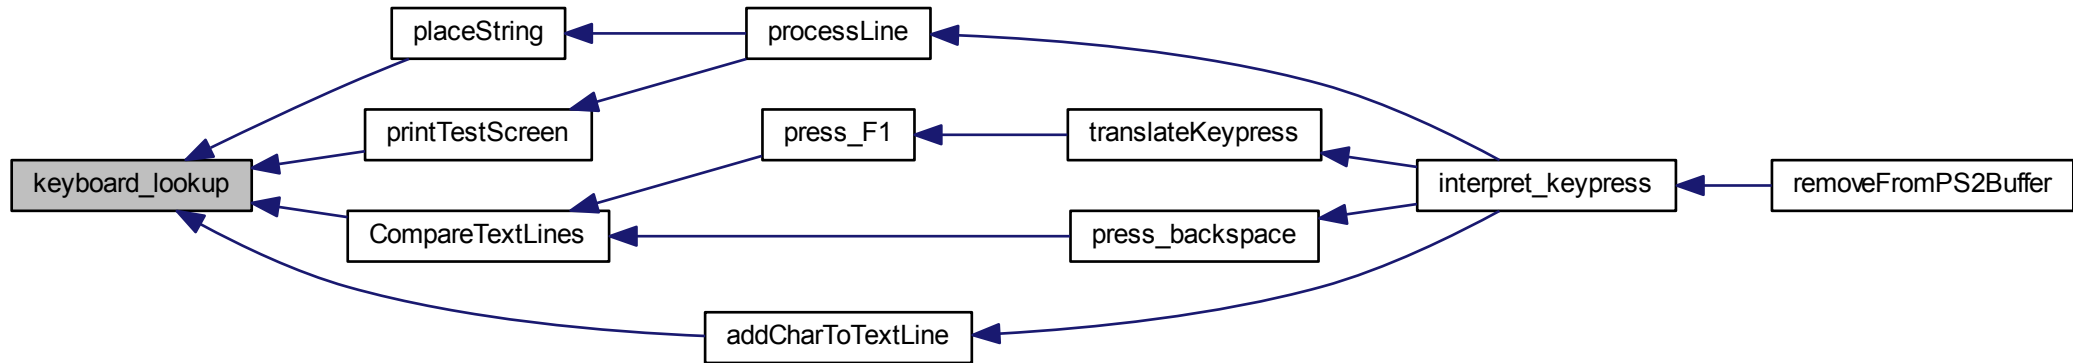 placeString
processLine
printTestScreen
press_F1
translateKeypress
keyboard_lookup
interpret_keypress
removeFromPS2Buffer
CompareTextLines
press_backspace
addCharToTextLine